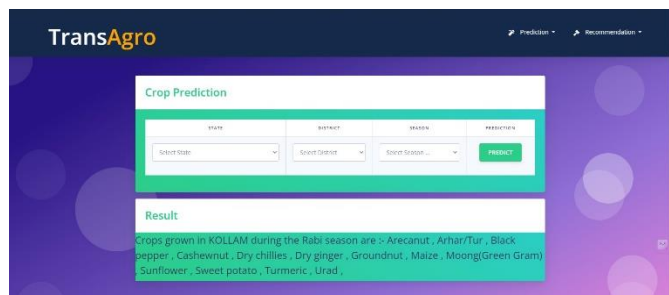 TransAgro
Prediction
Recommendation
Crop Prediction
STATE
DISTRICT
SEASON
PREDICTION
Select State
Select District
Select Season ...
PREDICT
Result
Crops grown in KOLLAM during the Rabi season are :- Arecanut , Arhar/Tur , Black
pepper , Cashewnut , Dry chillies , Dry ginger , Groundnut , Maize , Moong(Green Gram)
, Sunflower , Sweet potato , Turmeric , Urad ,